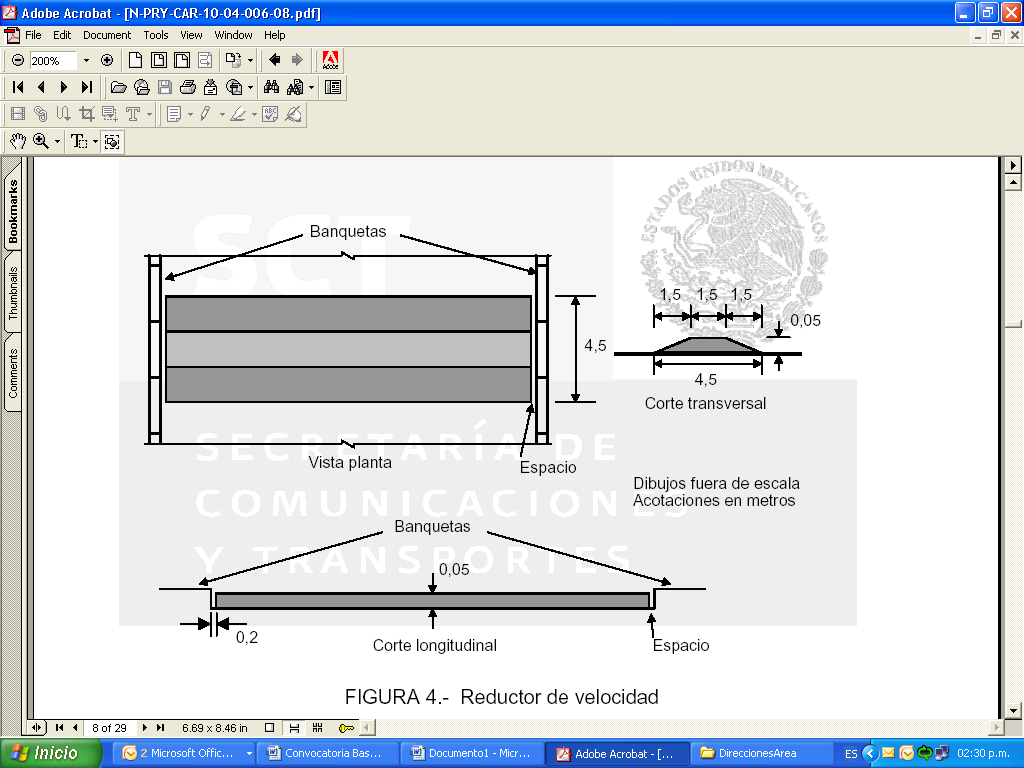 Adobe Acrobat - [N-PRY-CAR-10-04-006-08.pdf]
File Edit Document Tools View Window Help
200%
Adobe
Bookmarks
Thumbnails
Comments
SCT
ESTADOS UNIDOS MEXICANOS
Banquetas
1,5 1,5 1,5
0,05
4,5
4,5
Corte transversal
Vista planta
Espacio
SECRETARÍA DE
COMUNICACIONES
Y TRANSPORTES
Dibujos fuera de escala
Acotaciones en metros
Banquetas
0,05
0,2
Corte longitudinal
Espacio
FIGURA 4.- Reductor de velocidad
8 of 29
6.69 x 8.46 in
Inicio
2 Microsoft Offic...
Convocatoria Bas...
Documento1 - Micr...
Adobe Acrobat - [...
DireccionesArea
ES
02:30 p.m.